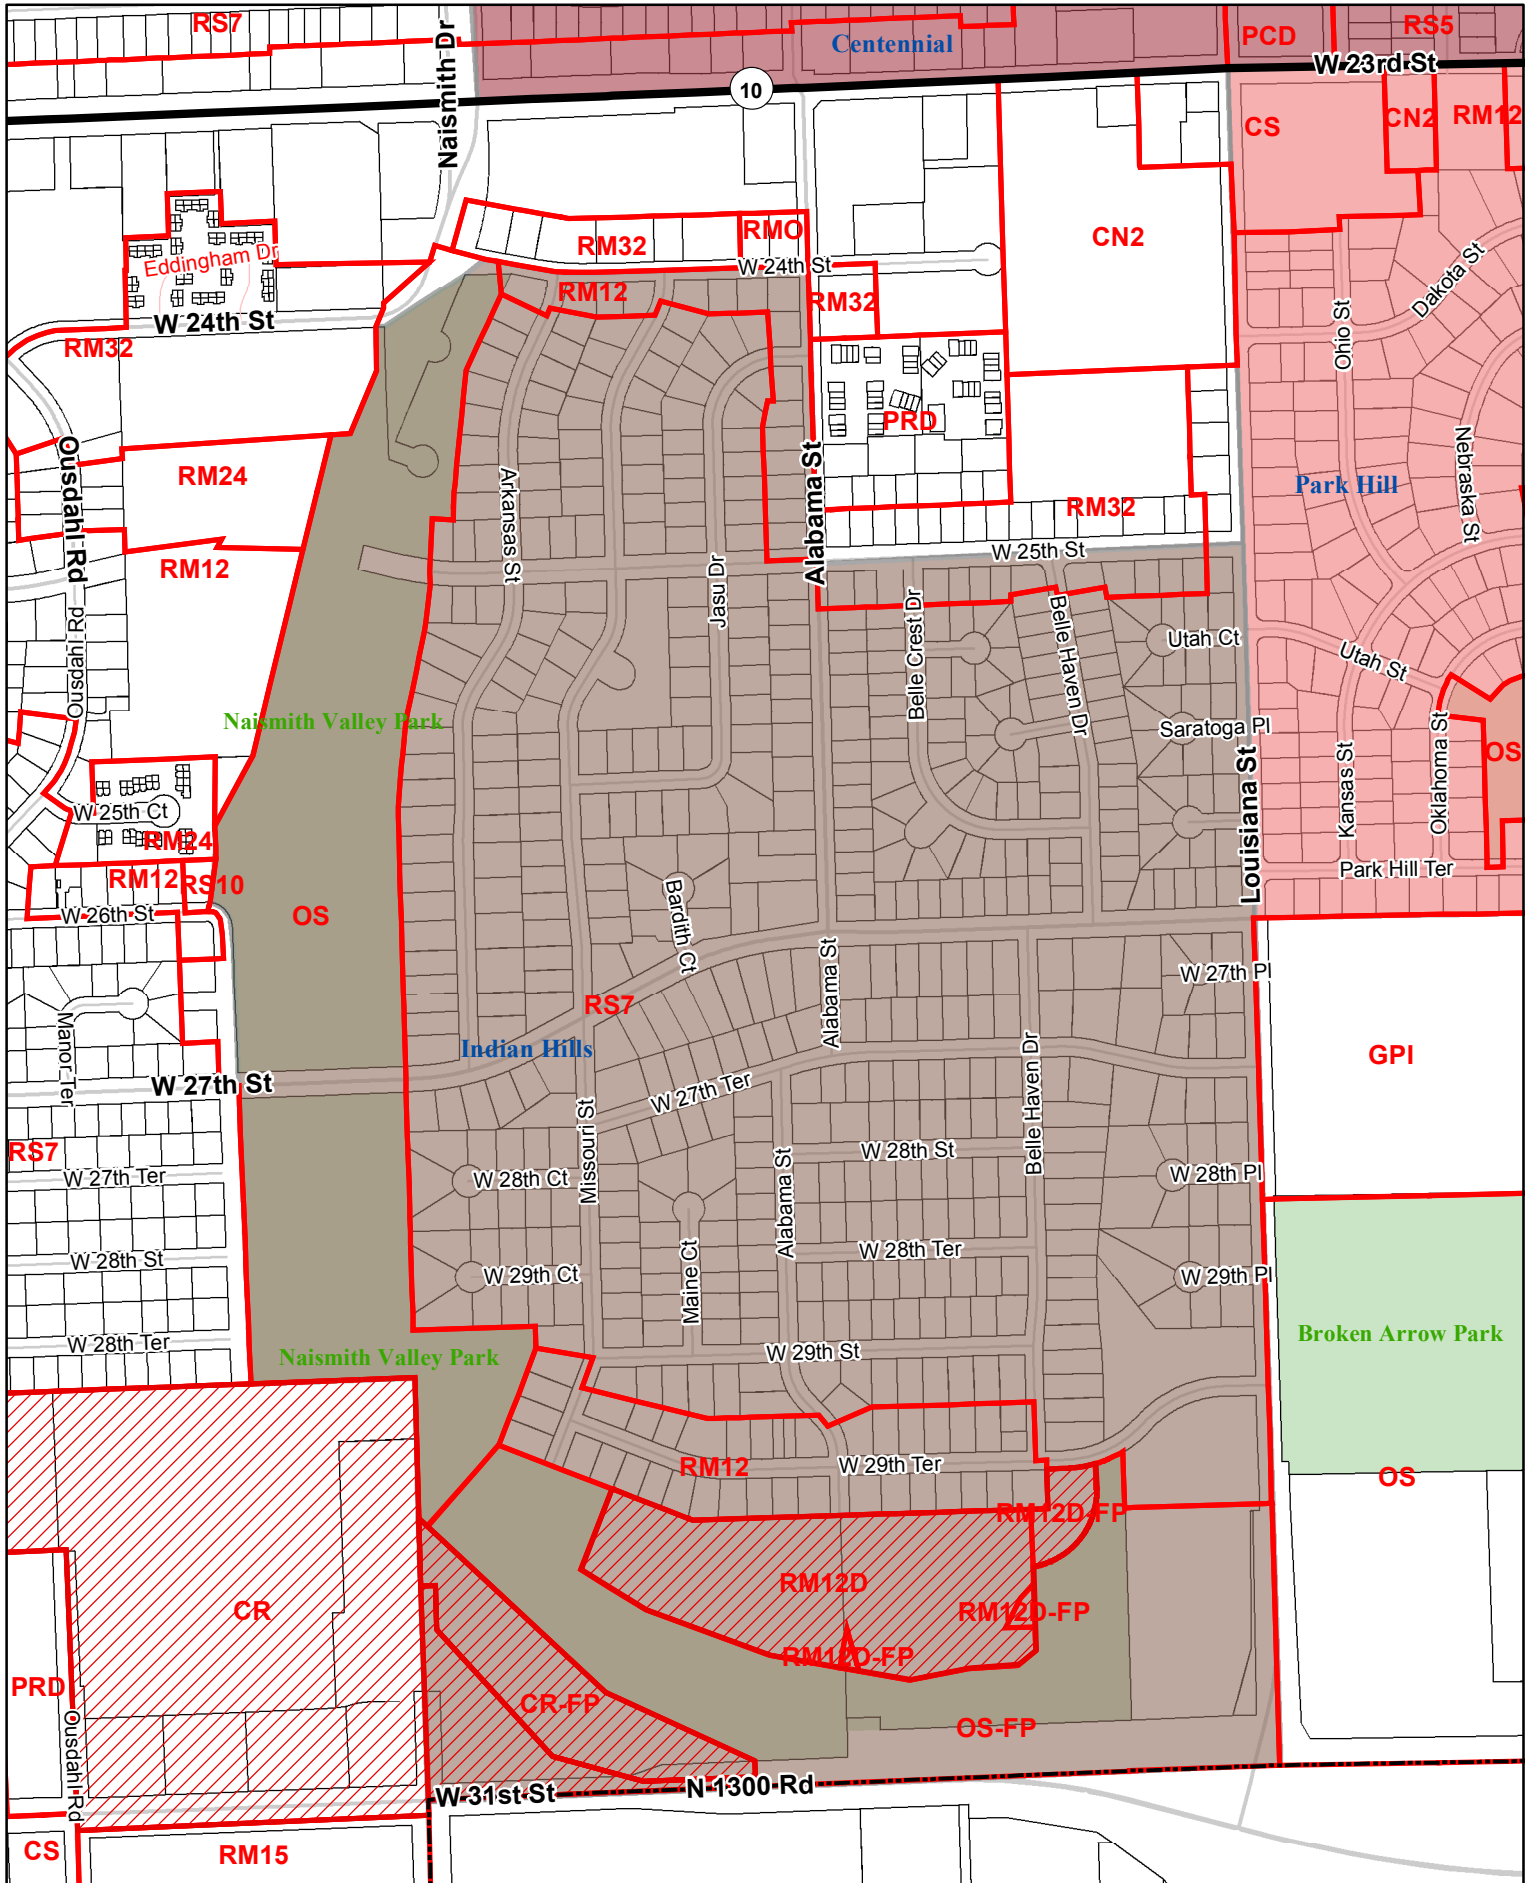 RS7
Naismith Dr
Centennial
PCD
RS5
W 23rd St
10
CS
CN2
RM12
RM32
RMO
CN2
Eddingham Dr
W 24th St
RM12
RM32
W 24th St
RM32
Ohio St
Dakota St
PRD
Ousdahl Rd
RM24
Arkansas St
Alabama St
Nebraska St
Park Hill
RM32
W 25th St
RM12
Jasu Dr
Ousdahl Rd
Belle Crest Dr
Belle Haven Dr
Utah Ct
Utah St
Naismith Valley Park
Saratoga Pl
Louisiana St
Kansas St
Oklahoma St
OS
W 25th Ct
RM24
RM12
RS10
Park Hill Ter
W 26th St
OS
Bardith Ct
Alabama St
W 27th Pl
RS7
Manor Ter
Indian Hills
Belle Haven Dr
GPI
W 27th St
W 27th Ter
RS7
Missouri St
W 28th St
W 27th Ter
W 28th Ct
Alabama St
W 28th Pl
W 28th St
W 28th Ter
W 29th Ct
Maine Ct
W 29th Pl
W 28th Ter
Naismith Valley Park
W 29th St
Broken Arrow Park
RM12
W 29th Ter
OS
RM12D-FP
RM12D
CR
RM12D-FP
RM12D-FP
PRD
CR-FP
OS-FP
Ousdahl Rd
W 31st St
N 1300 Rd
CS
RM15